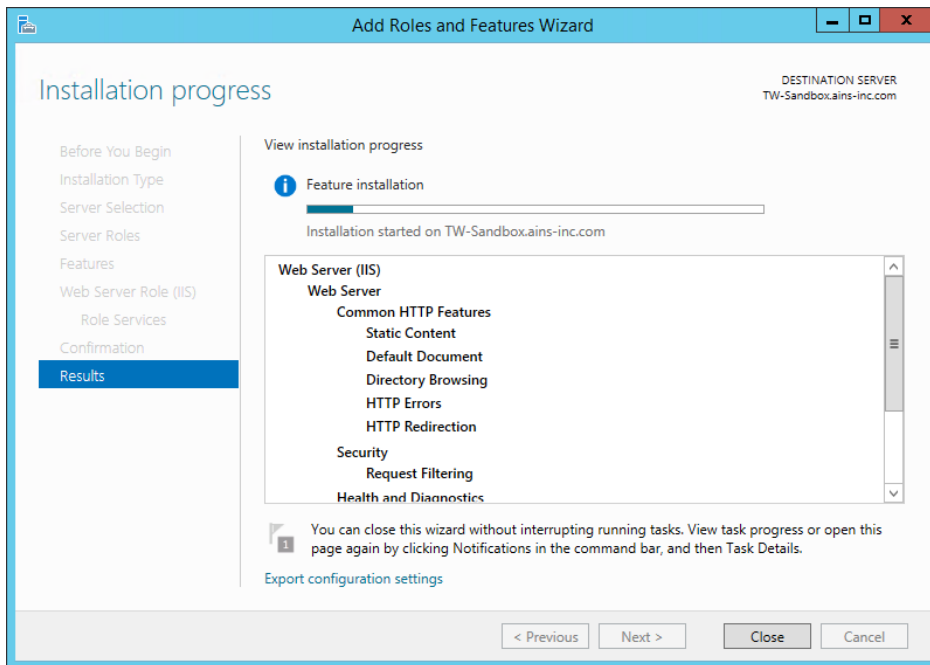 Add Roles and Features Wizard
Installation progress
DESTINATION SERVER
TW-Sandbox.ains-inc.com
Before You Begin
Installation Type
Server Selection
Server Roles
Features
Web Server Role (IIS)
Role Services
Confirmation
Results
View installation progress
Feature installation
Installation started on TW-Sandbox.ains-inc.com
Web Server (IIS)
Web Server
Common HTTP Features
Static Content
Default Document
Directory Browsing
HTTP Errors
HTTP Redirection
Security
Request Filtering
Health and Diagnostics
1
You can close this wizard without interrupting running tasks. View task progress or open this
page again by clicking Notifications in the command bar, and then Task Details.
Export configuration settings
< Previous
Next >
Close
Cancel